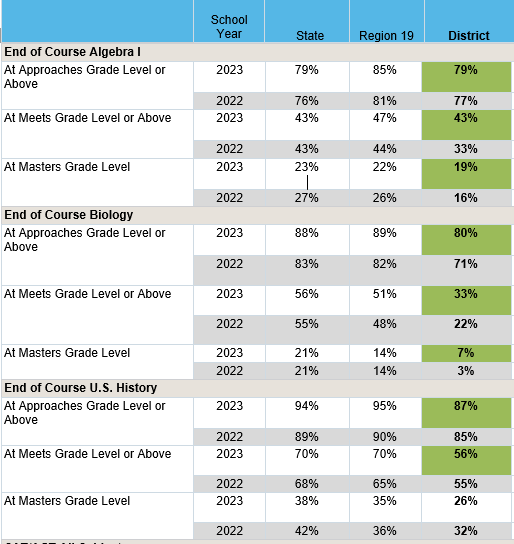 School Year State Region 19 District
End of Course Algebra I
At Approaches Grade Level or Above 2023 79% 85% 79%
2022 76% 81% 77%
At Meets Grade Level or Above 2023 43% 47% 43%
2022 43% 44% 33%
At Masters Grade Level 2023 23% 22% 19%
2022 27% 26% 16%
End of Course Biology
At Approaches Grade Level or Above 2023 88% 89% 80%
2022 83% 82% 71%
At Meets Grade Level or Above 2023 56% 51% 33%
2022 55% 48% 22%
At Masters Grade Level 2023 21% 14% 7%
2022 21% 14% 3%
End of Course U.S. History
At Approaches Grade Level or Above 2023 94% 95% 87%
2022 89% 90% 85%
At Meets Grade Level or Above 2023 70% 70% 56%
2022 68% 65% 55%
At Masters Grade Level 2023 38% 35% 26%
2022 42% 36% 32%